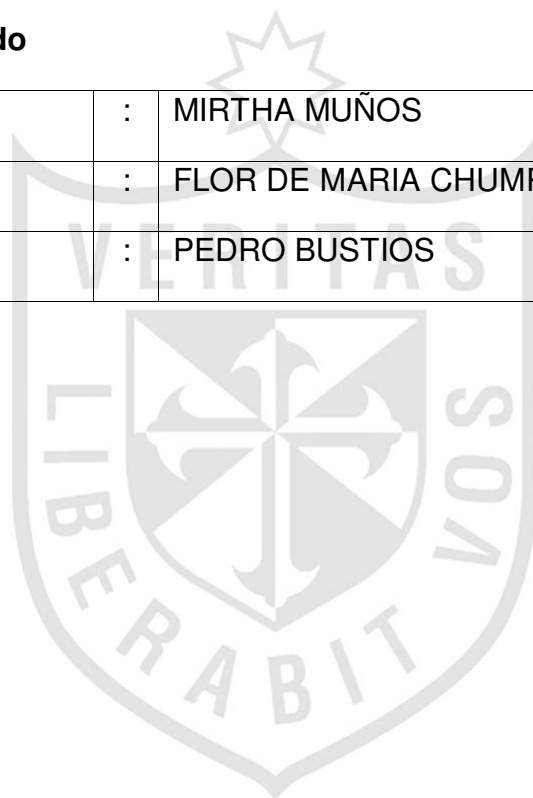 do
: MIRTHA MUÑOS
: FLOR DE MARIA
: PEDRO BUSTIOS
VERITAS
LIBERABIT VOS